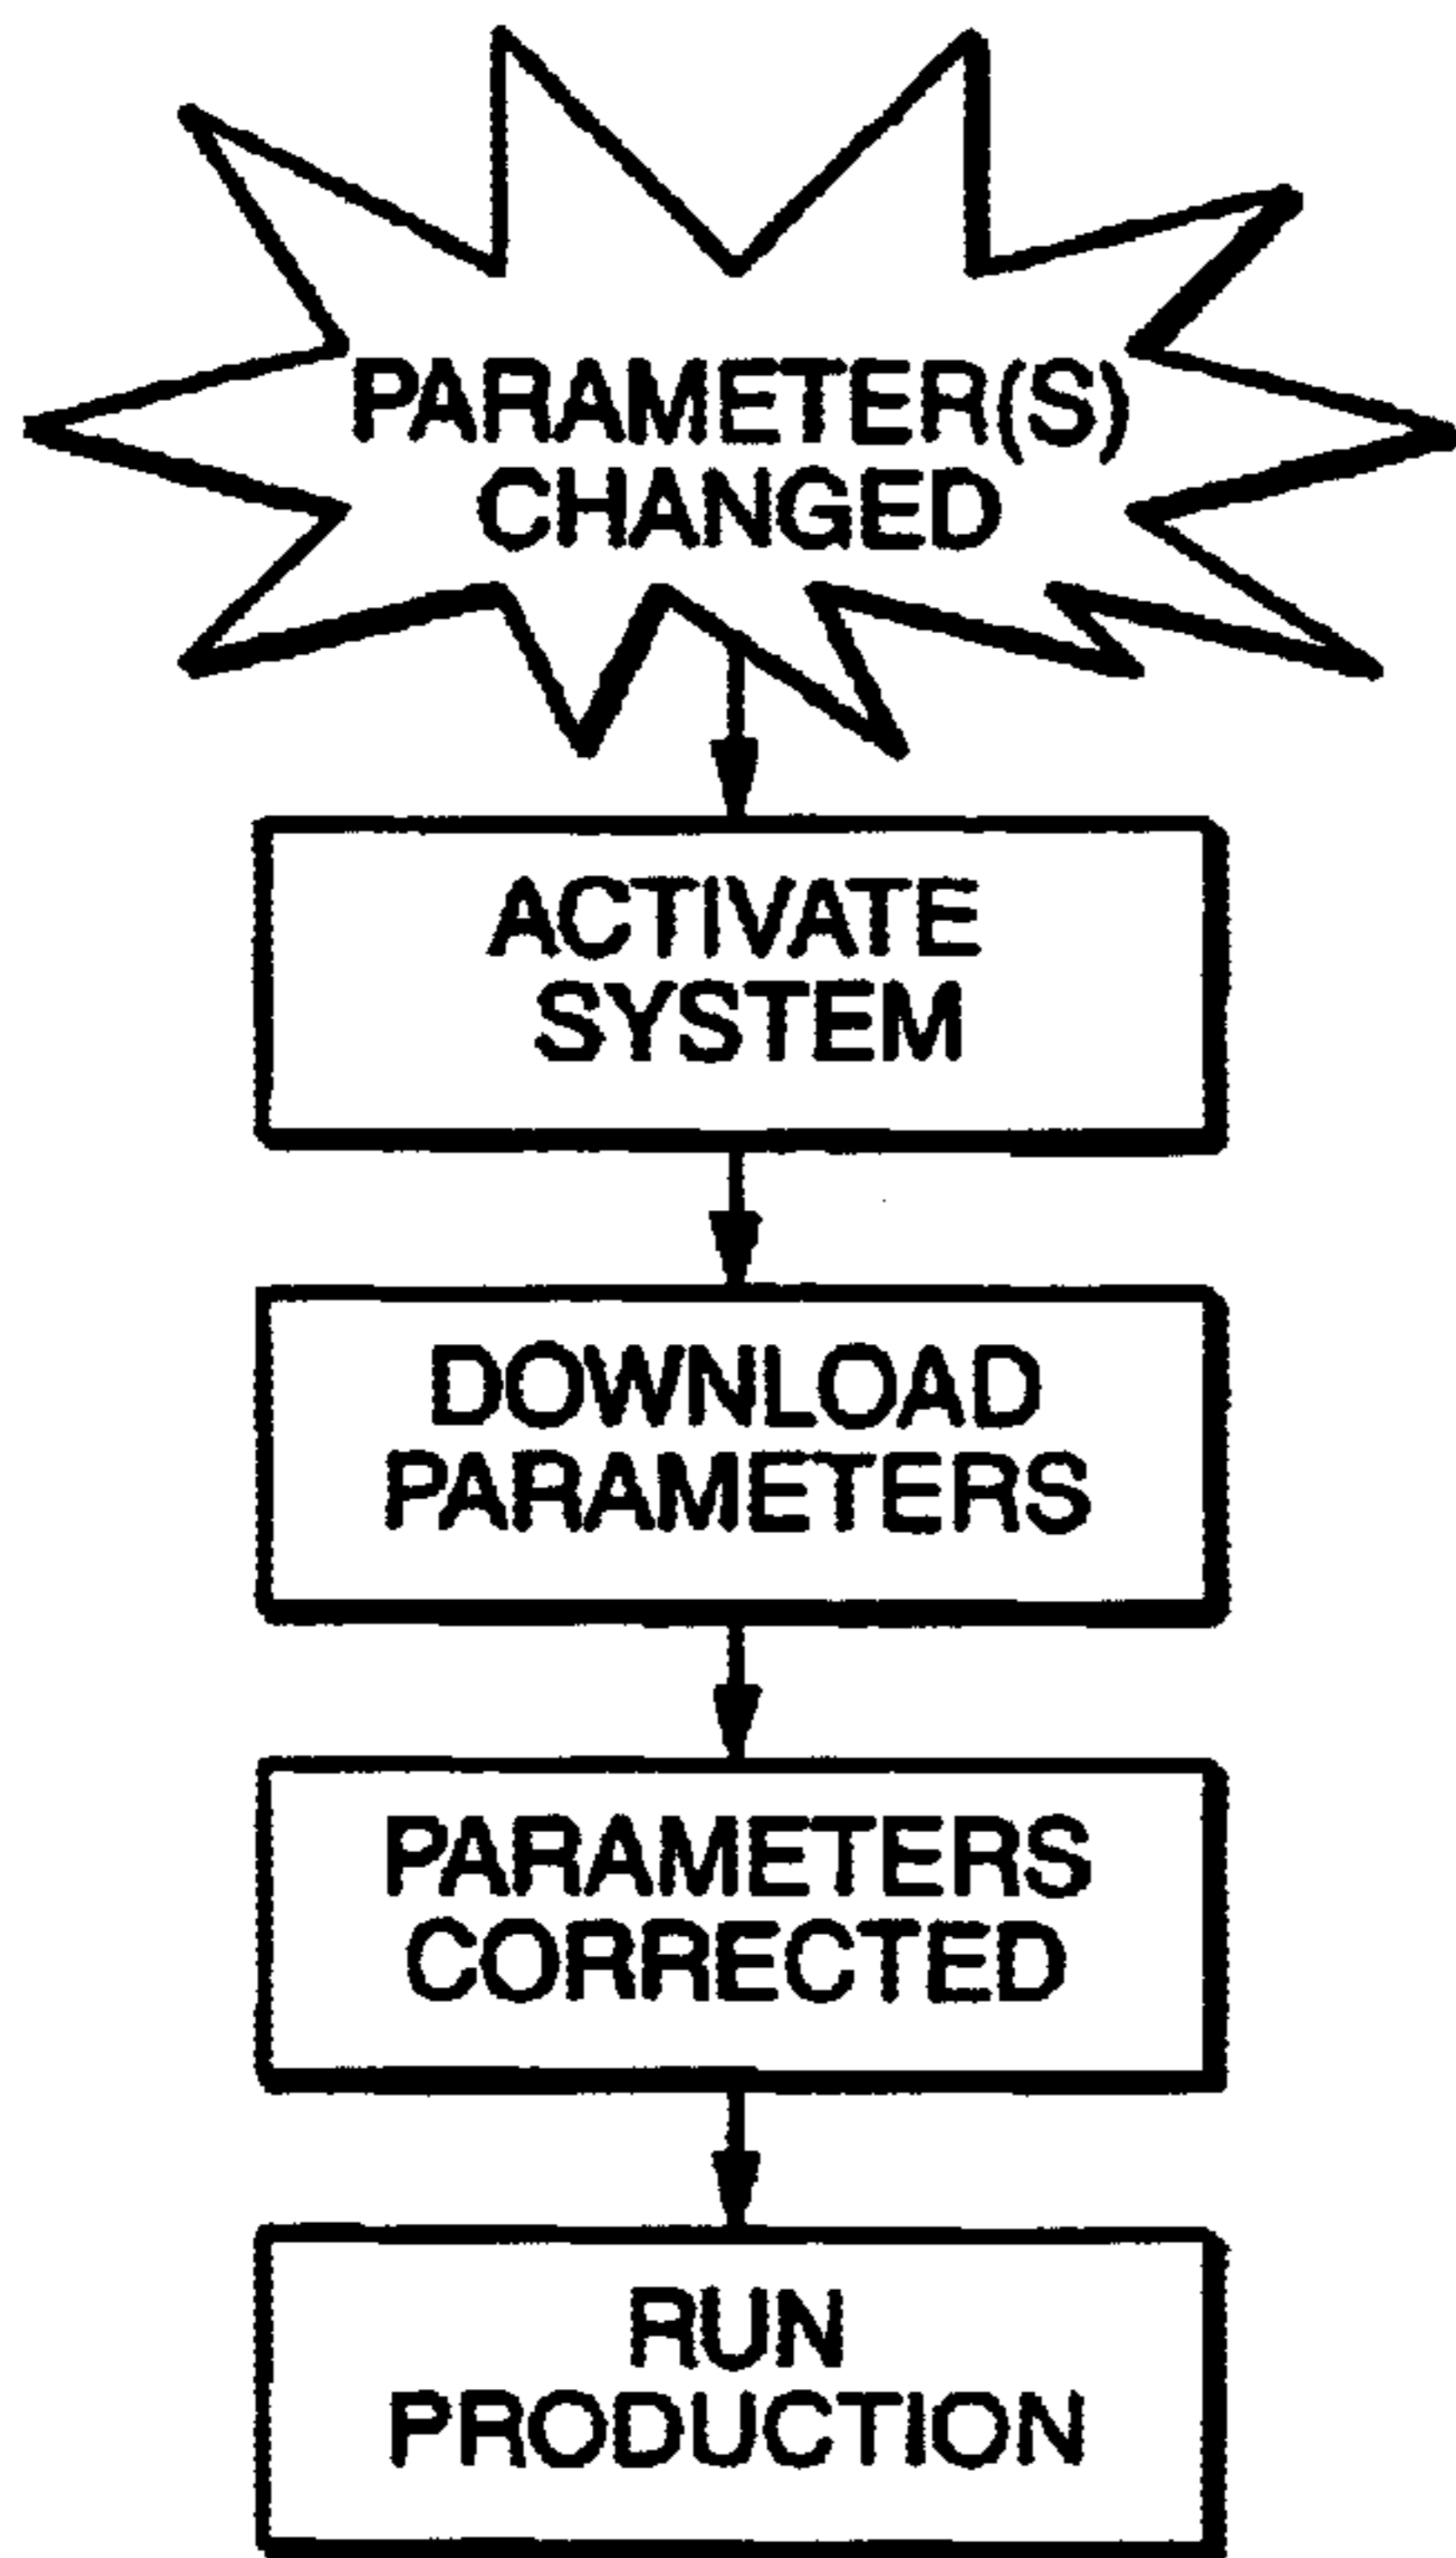 PARAMETER(S)
CHANGED
ACTIVATE
SYSTEM
DOWNLOAD
PARAMETERS
PARAMETERS
CORRECTED
RUN
PRODUCTION